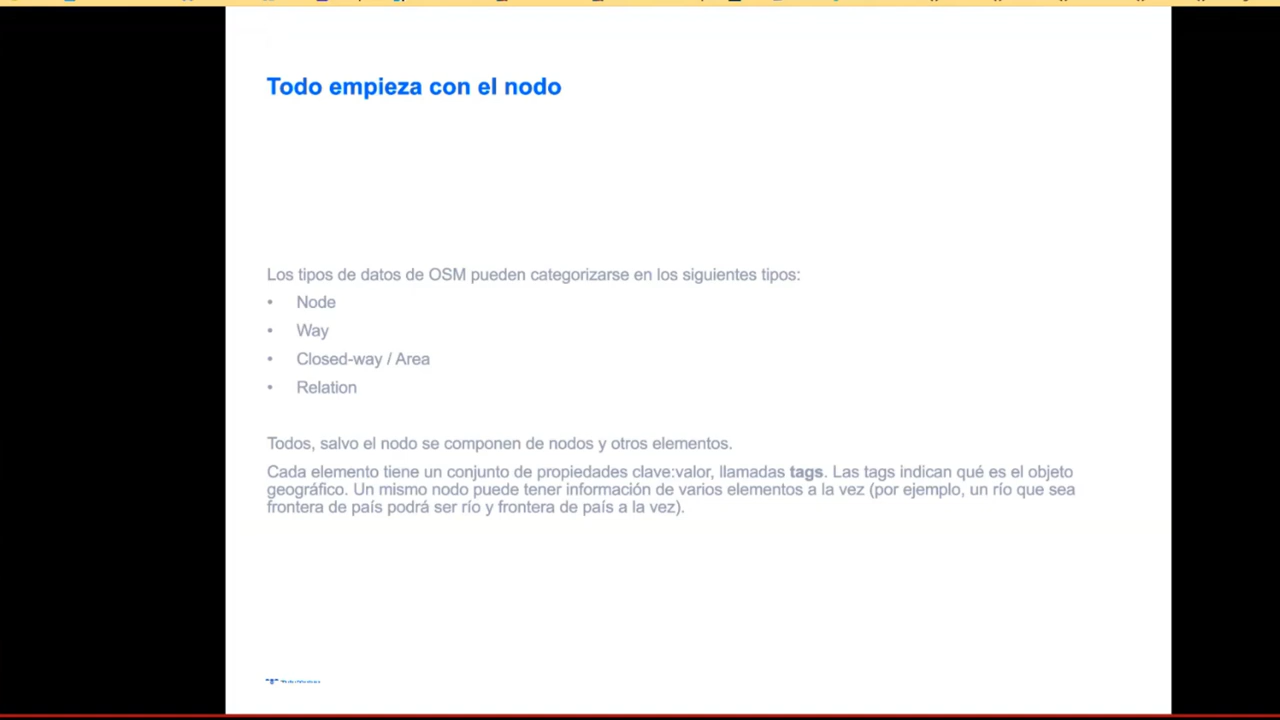 Todo empieza con el nodo
Los tipos de datos de OSM pueden categorizarse en los siguientes tipos:
• Node
• Way
• Closed-way / Area
• Relation
Todos, salvo el nodo se componen de nodos y otros elementos.
Cada elemento tiene un conjunto de propiedades clave:valor, llamadas tags. Las tags indican qué es el objeto
geográfico. Un mismo nodo puede tener información de varios elementos a la vez (por ejemplo, un río que sea
frontera de país podrá ser río y frontera de país a la vez).